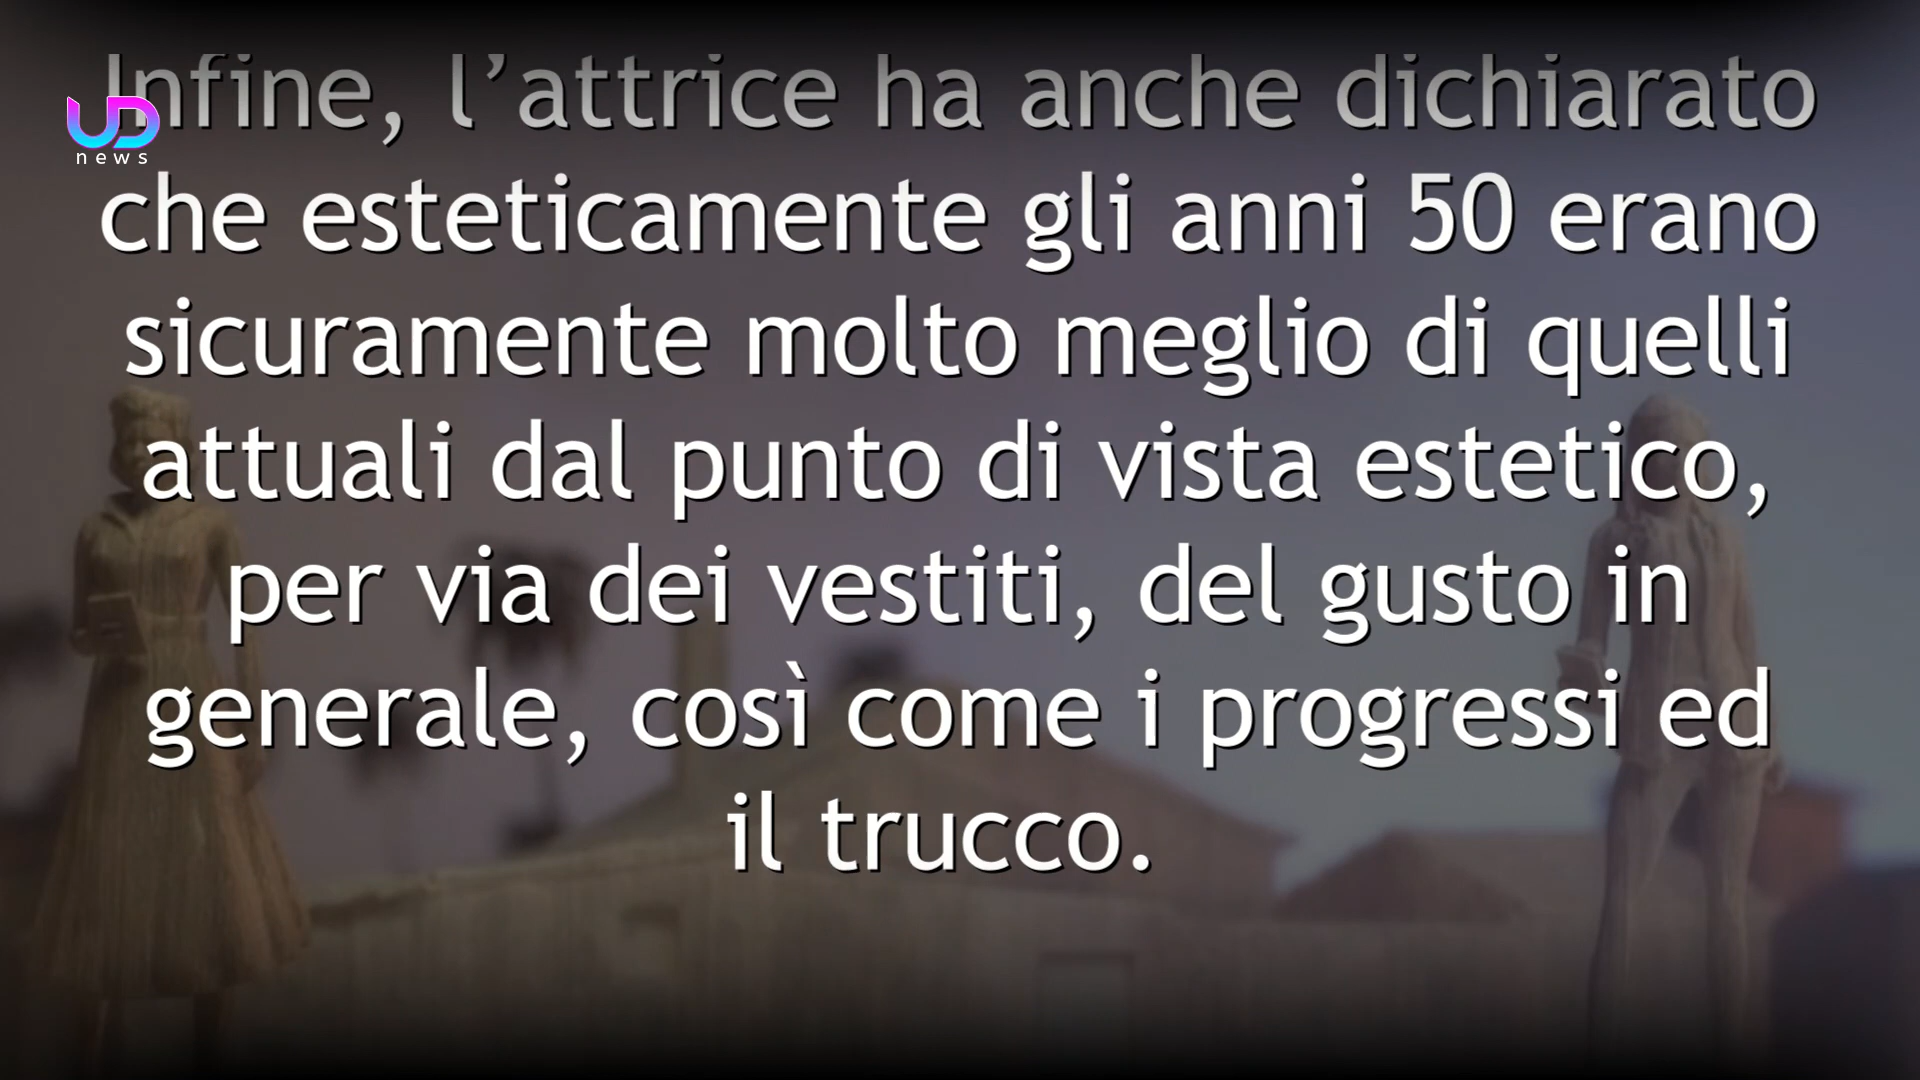 Infine, l’attrice ha anche dichiarato
UD
news
che esteticamente gli anni 50 erano
sicuramente molto meglio di quelli
attuali dal punto di vista estetico,
per via dei vestiti, del gusto in
generale, così come i progressi ed
il trucco.